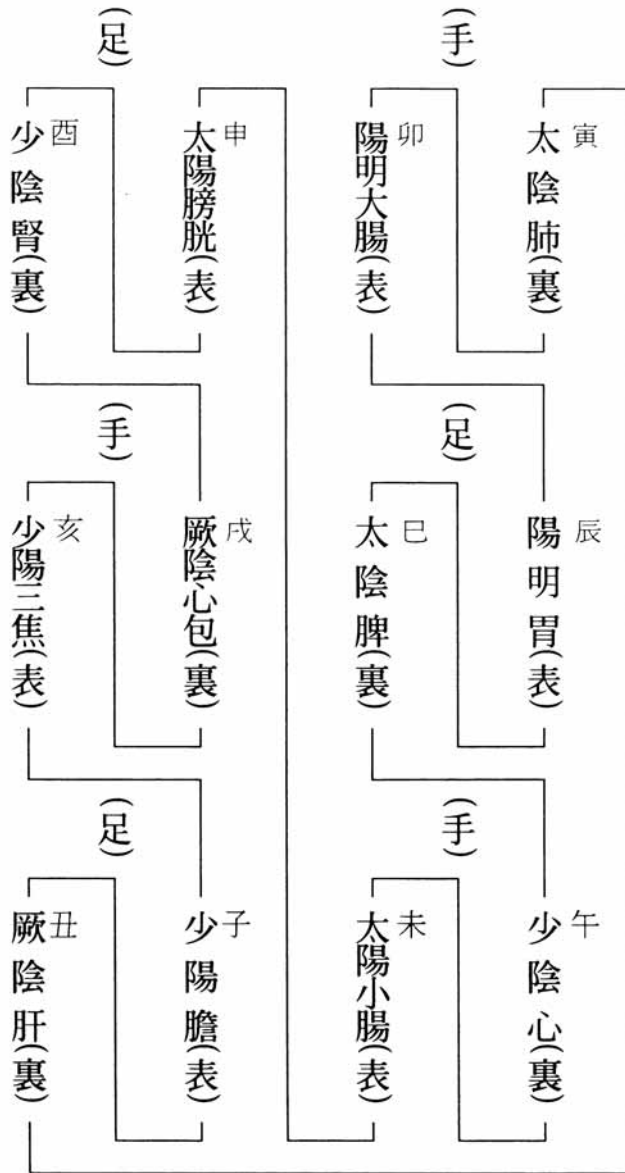 (手)
寅
太陰肺(裏)
卯
陽明大腸(表)
(足)
辰
陽明胃(表)
巳
太陰脾(裏)
(手)
午
少陰心(裏)
未
太陽小腸(表)
(足)
申
太陽膀胱(表)
酉
少陰腎(裏)
(手)
戌
厥陰心包(裏)
亥
少陽三焦(表)
(足)
子
少陽膽(表)
丑
厥陰肝(裏)